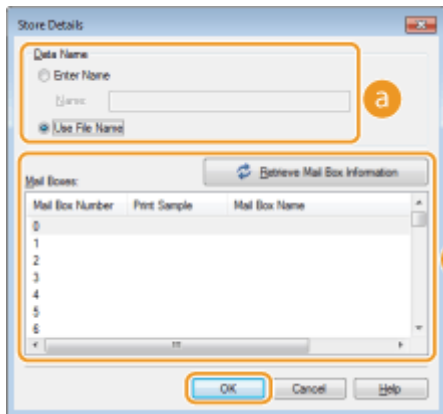 Store Details
Data Name
Enter Name
Name:
a
Use File Name
Retrieve Mail Box Information
Mail Boxes:
Mail Box Number Print Sample Mail Box Name
0
1
2
3
4
5
6
OK Cancel Help